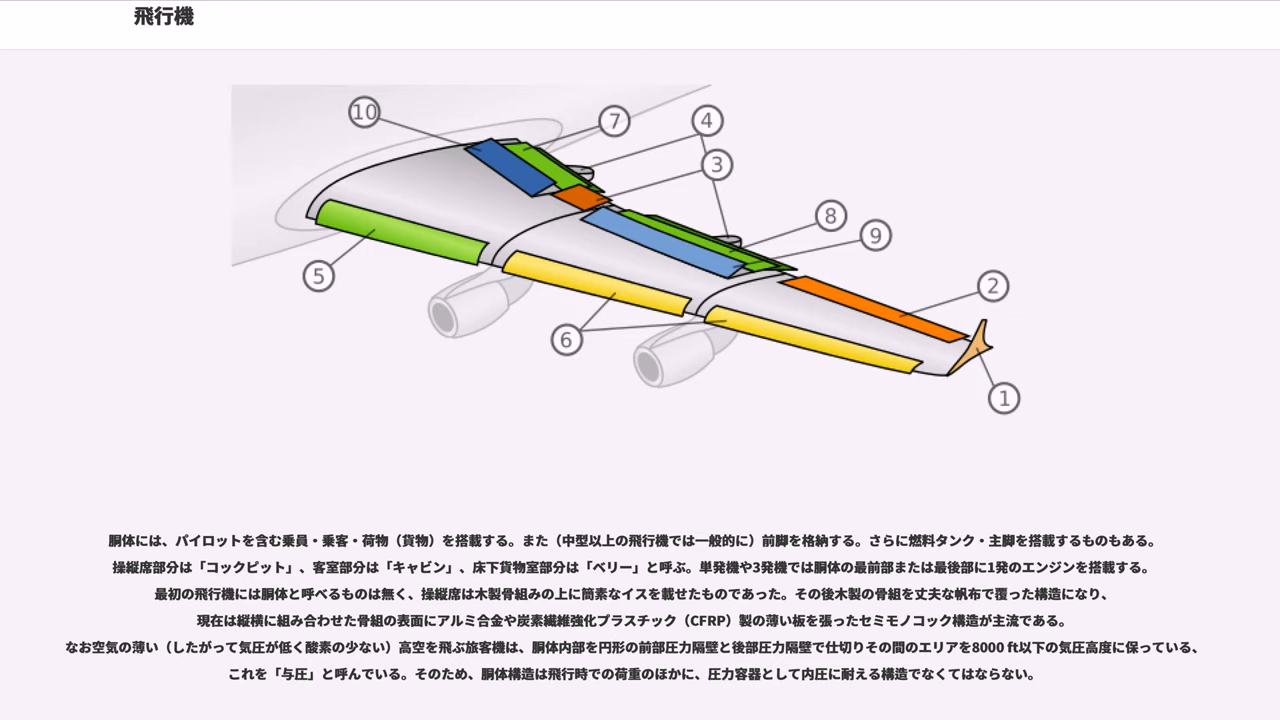 飛行機
10
7
4
3
8
9
5
2
6
1
胴体には、パイロットを含む乗員・乗客・荷物（貨物）を搭載する。また（中型以上の飛行機では一般的に）前脚を格納する。さらに燃料タンク・主脚を搭載するものもある。
操縦席部分は「コックピット」、客室部分は「キャビン」、床下貨物室部分は「ベリー」と呼ぶ。単発機や3発機では胴体の最前部または最後部に1発のエンジンを搭載する。
最初の飛行機には胴体と呼べるものは無く、操縦席は木製骨組みの上に簡素なイスを載せたものであった。その後木製の骨組を丈夫な帆布で覆った構造になり、
現在は縦横に組み合わせた骨組の表面にアルミ合金や炭素繊維強化プラスチック（CFRP）製の薄い板を張ったセミモノコック構造が主流である。
なお空気の薄い（したがって気圧が低く酸素の少ない）高空を飛ぶ旅客機は、胴体内部を円形の前部圧力隔壁と後部圧力隔壁で仕切りその間のエリアを8000 ft以下の気圧高度に保っている、
これを「与圧」と呼んでいる。そのため、胴体構造は飛行時での荷重のほかに、圧力容器として内圧に耐える構造でなくてはならない。